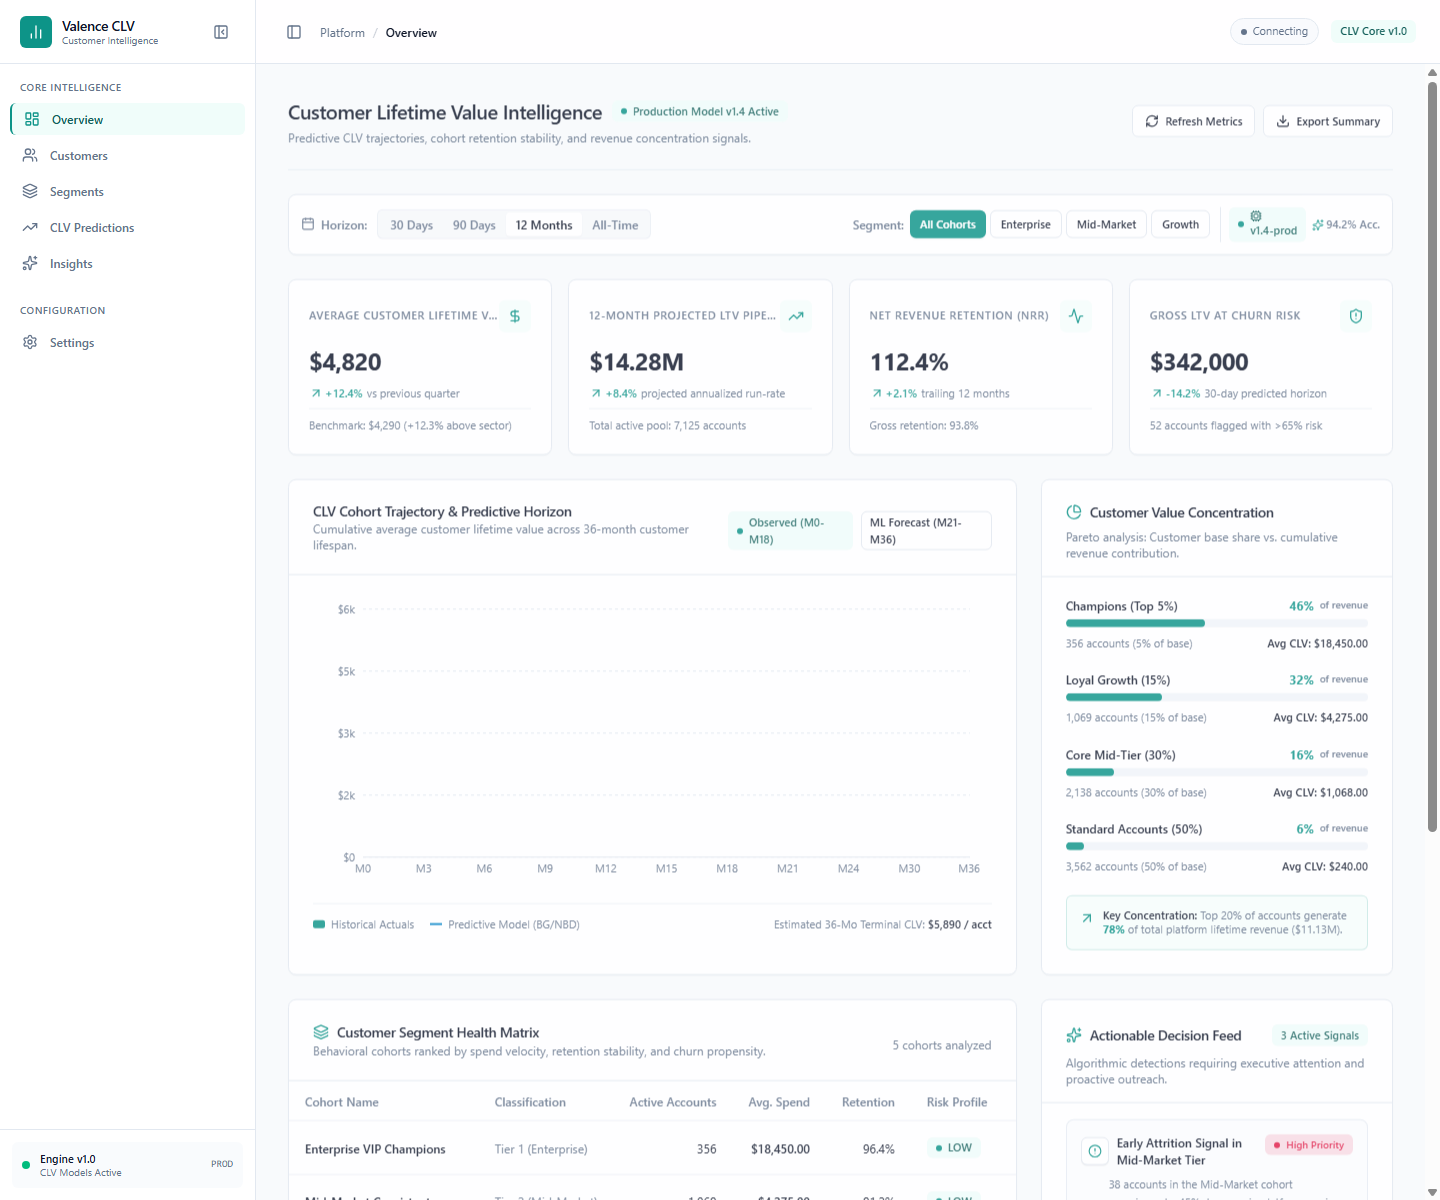 Valence CLV
Customer Intelligence
Platform / Overview
Connecting
CLV Core v1.0
CORE INTELLIGENCE
Overview
Customers
Segments
CLV Predictions
Insights
CONFIGURATION
Settings
Engine v1.0
CLV Models Active
PROD
Customer Lifetime Value Intelligence
Production Model v1.4 Active
Predictive CLV trajectories, cohort retention stability, and revenue concentration signals.
Refresh Metrics
Export Summary
Horizon:
30 Days
90 Days
12 Months
All-Time
Segment:
All Cohorts
Enterprise
Mid-Market
Growth
v1.4-prod
94.2% Acc.
AVERAGE CUSTOMER LIFETIME V...
$4,820
+12.4% vs previous quarter
Benchmark: $4,290 (+12.3% above sector)
12-MONTH PROJECTED LTV PIPE...
$14.28M
+8.4% projected annualized run-rate
Total active pool: 7,125 accounts
NET REVENUE RETENTION (NRR)
112.4%
+2.1% trailing 12 months
Gross retention: 93.8%
GROSS LTV AT CHURN RISK
$342,000
-14.2% 30-day predicted horizon
52 accounts flagged with >65% risk
CLV Cohort Trajectory & Predictive Horizon
Cumulative average customer lifetime value across 36-month customer
lifespan.
Observed (M0-
M18)
ML Forecast (M21-
M36)
$6k
$5k
$3k
$2k
$0
M0 M3 M6 M9 M12 M15 M18 M21 M24 M30 M36
Historical Actuals
Predictive Model (BG/NBD)
Estimated 36-Mo Terminal CLV: $5,890 / acct
Customer Value Concentration
Pareto analysis: Customer base share vs. cumulative
revenue contribution.
Champions (Top 5%) 46% of revenue
356 accounts (5% of base) Avg CLV: $18,450.00
Loyal Growth (15%) 32% of revenue
1,069 accounts (15% of base) Avg CLV: $4,275.00
Core Mid-Tier (30%) 16% of revenue
2,138 accounts (30% of base) Avg CLV: $1,068.00
Standard Accounts (50%) 6% of revenue
3,562 accounts (50% of base) Avg CLV: $240.00
Key Concentration: Top 20% of accounts generate
78% of total platform lifetime revenue ($11.13M).
Customer Segment Health Matrix
Behavioral cohorts ranked by spend velocity, retention stability, and churn propensity.
5 cohorts analyzed
Cohort Name Classification Active Accounts Avg. Spend Retention Risk Profile
Enterprise VIP Champions Tier 1 (Enterprise) 356 $18,450.00 96.4% LOW
Actionable Decision Feed
3 Active Signals
Algorithmic detections requiring executive attention and
proactive outreach.
Early Attrition Signal in
Mid-Market Tier
High Priority
38 accounts in the Mid-Market cohort